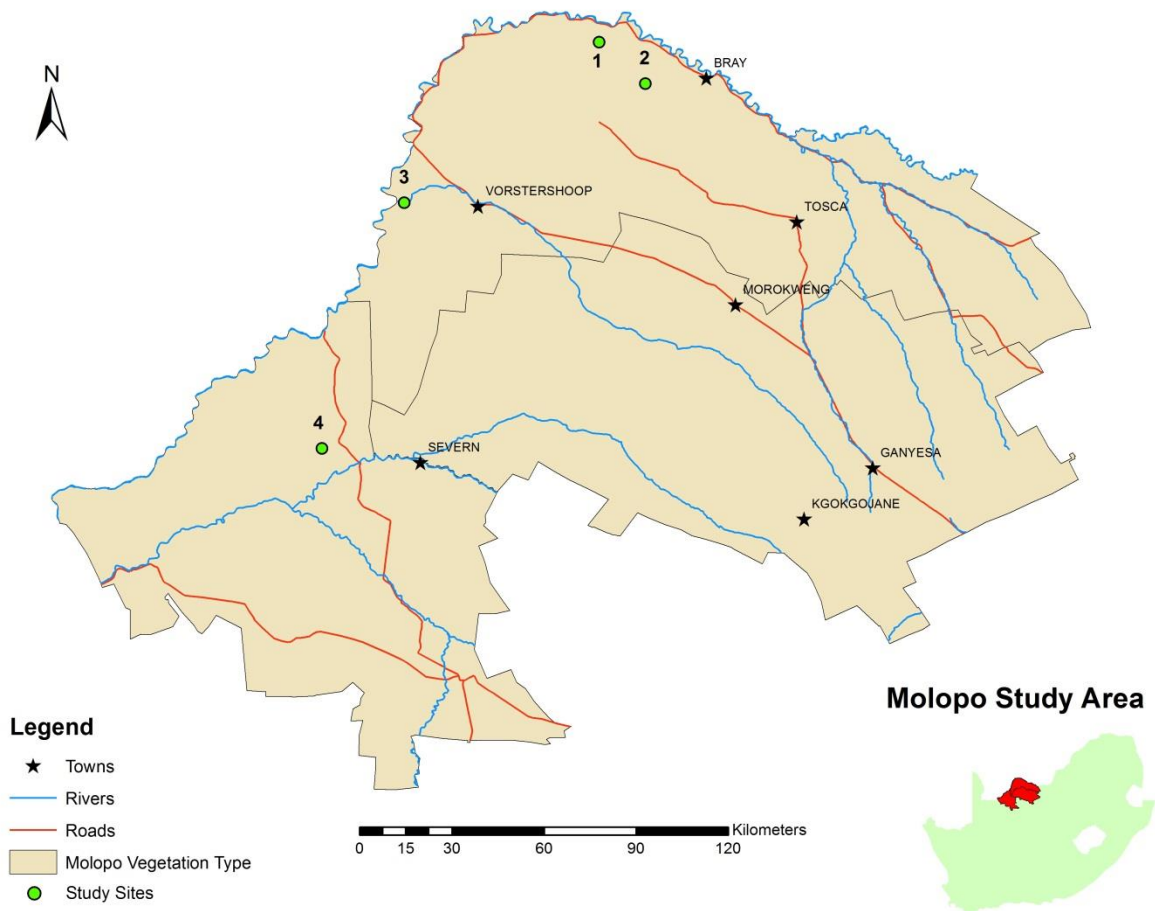 N
1
2
BRAY
3
VORSTERSHOOP
TOSCA
MOROKWENG
4
SEVERN
GANYESA
KGOKGOJANE
Molopo Study Area
Legend
Towns
Rivers
Roads
Molopo Vegetation Type
Study Sites
Kilometers
0 15 30 60 90 120